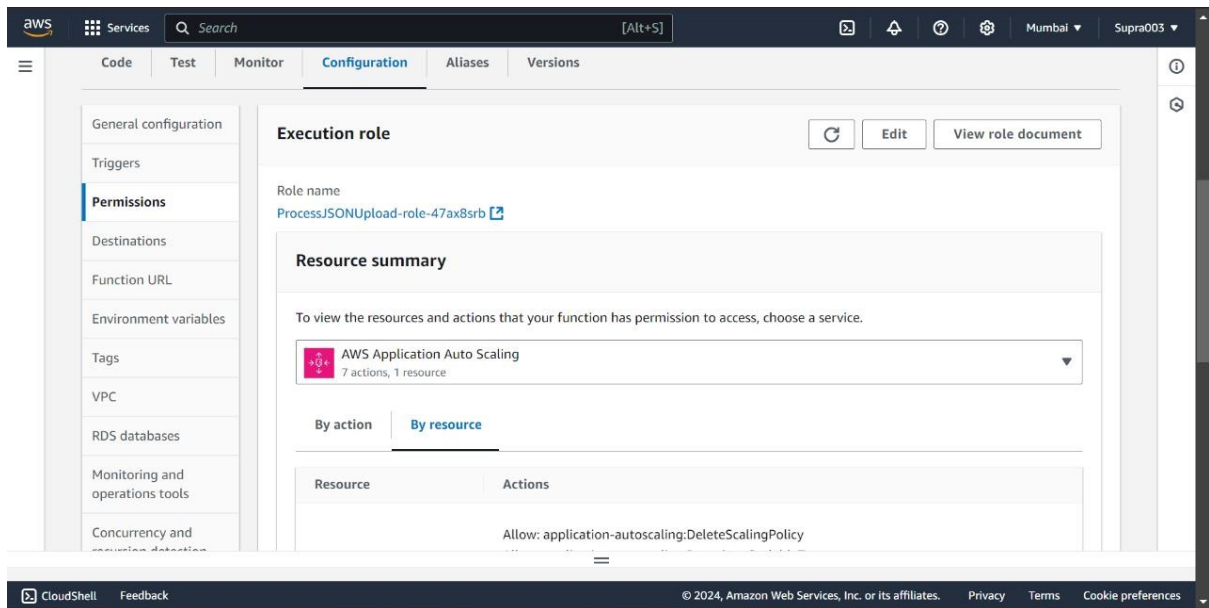 aws Services Search [Alt+S] Mumbai Supra003
Code Test Monitor Configuration Aliases Versions
General configuration
Triggers
Permissions
Destinations
Function URL
Environment variables
Tags
VPC
RDS databases
Monitoring and
operations tools
Concurrency and
recursion detection
Execution role
Edit View role document
Role name
ProcessJSONUpload-role-47ax8srb
Resource summary
To view the resources and actions that your function has permission to access, choose a service.
AWS Application Auto Scaling
7 actions, 1 resource
By action By resource
Resource Actions
Allow: application-autoscaling:DeleteScalingPolicy
CloudShell Feedback © 2024, Amazon Web Services, Inc. or its affiliates. Privacy Terms Cookie preferences